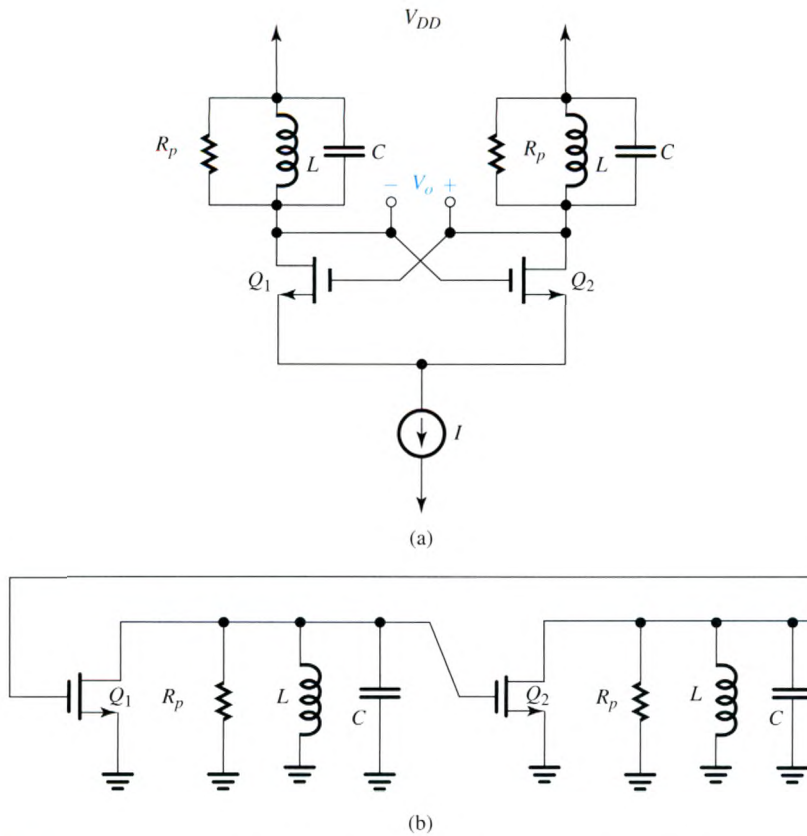 V_DD
R_p L C R_p L C
− V_o +
Q_1 Q_2
I
(a)
Q_1 R_p L C Q_2 R_p L C
(b)